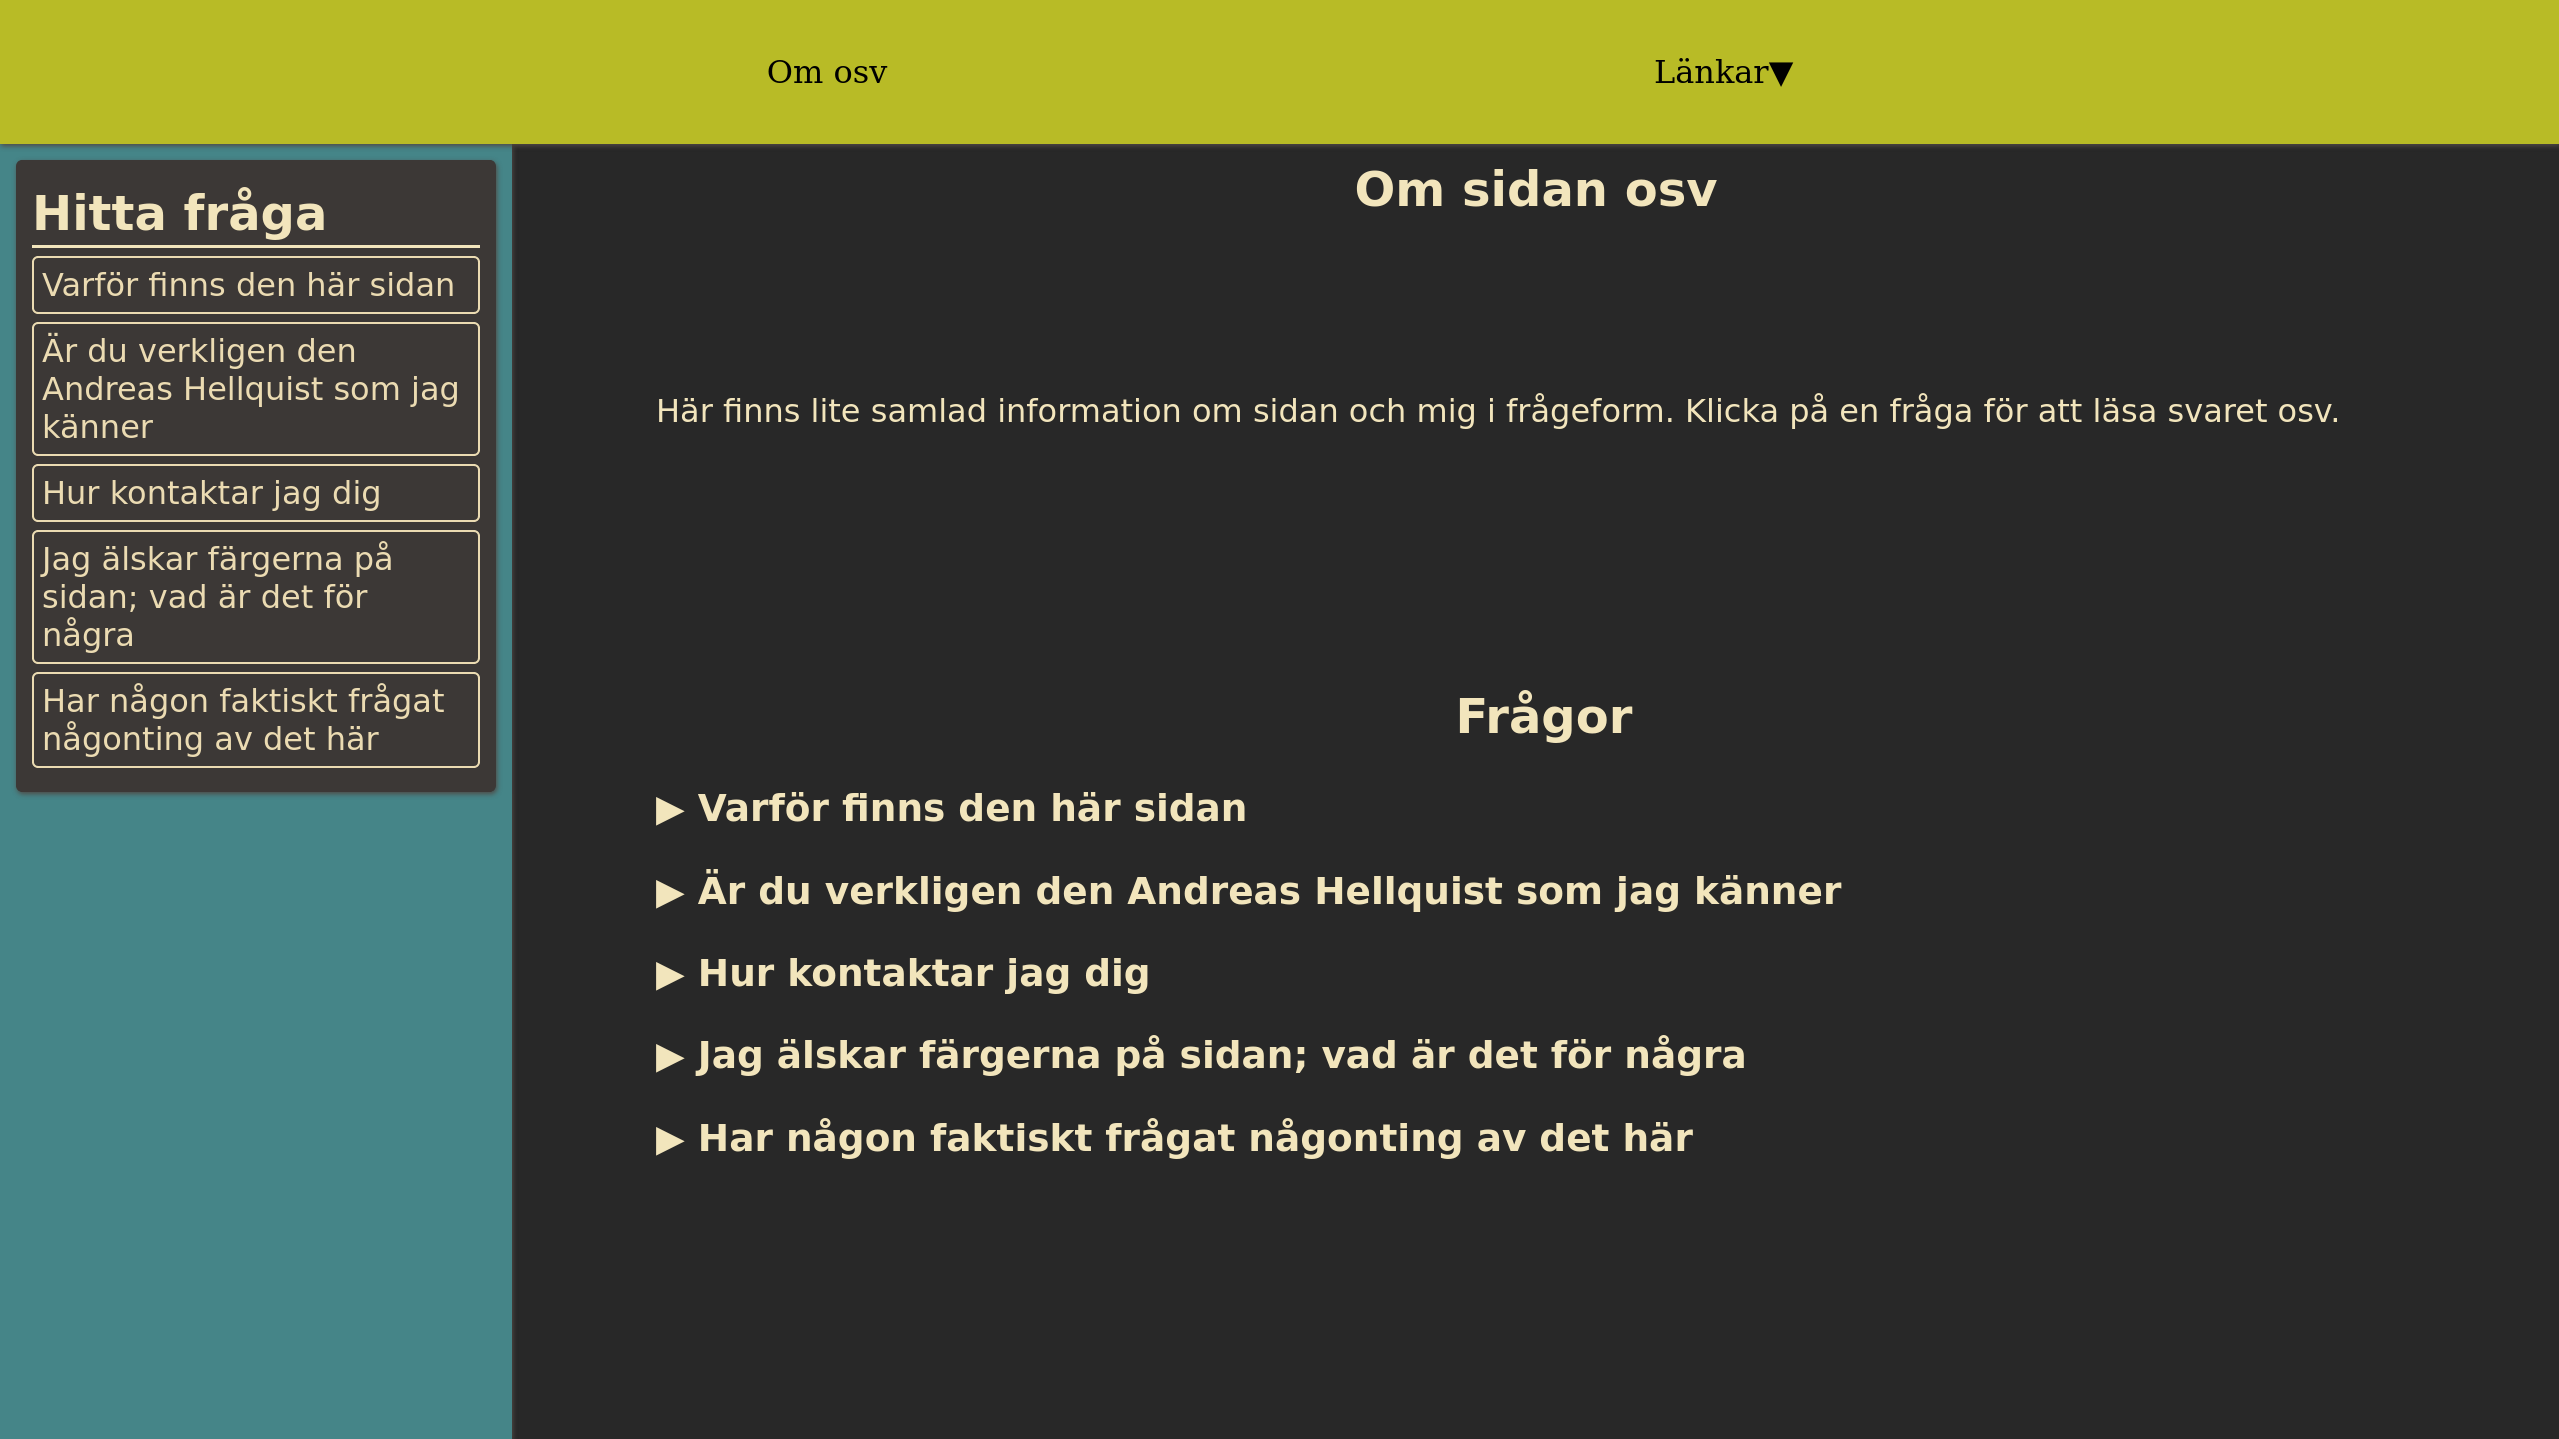 Om osv
Länkar▼
Hitta fråga
Varför finns den här sidan
Är du verkligen den
Andreas Hellquist som jag
känner
Hur kontaktar jag dig
Jag älskar färgerna på
sidan; vad är det för
några
Har någon faktiskt frågat
någonting av det här
Om sidan osv
Här finns lite samlad information om sidan och mig i frågeform. Klicka på en fråga för att läsa svaret osv.
Frågor
▶ Varför finns den här sidan
▶ Är du verkligen den Andreas Hellquist som jag känner
▶ Hur kontaktar jag dig
▶ Jag älskar färgerna på sidan; vad är det för några
▶ Har någon faktiskt frågat någonting av det här